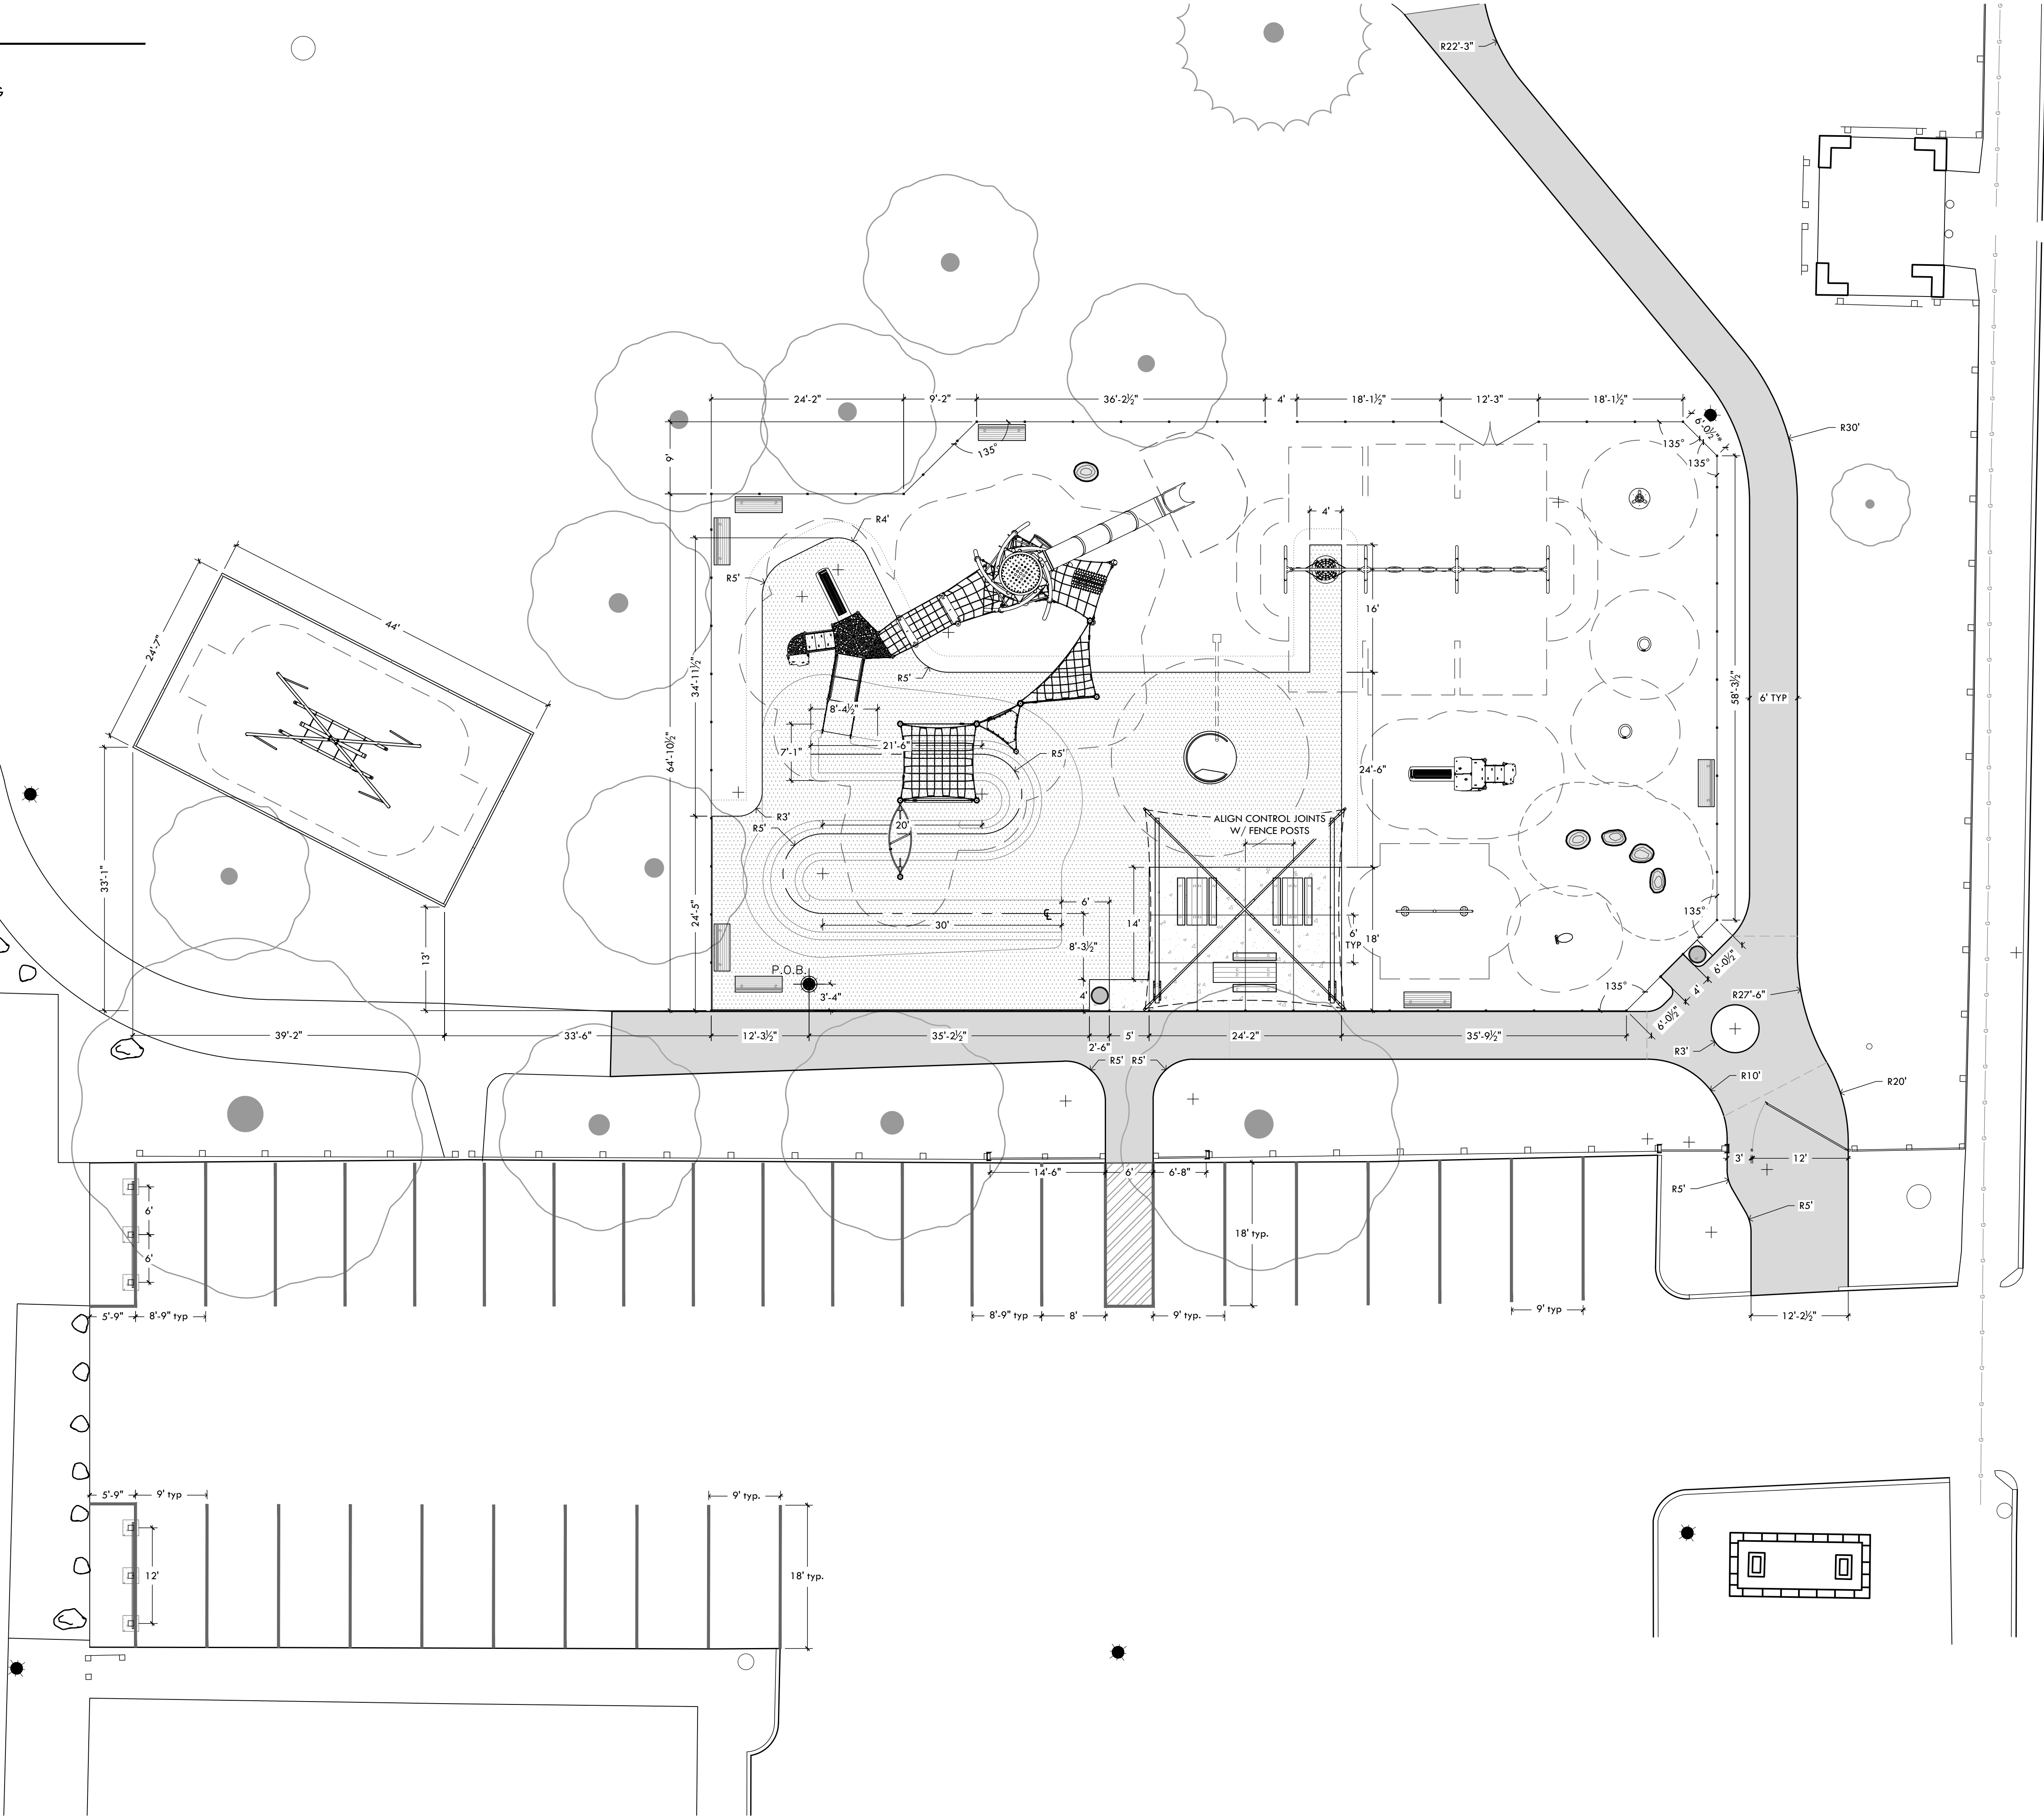 R22'-3"
24'-2"
9'-2"
36'-2½"
4'
18'-1½"
12'-3"
18'-1½"
6'-0½"
R30'
135°
135°
135°
9'
R4'
4'
R5'
44'
24'-7"
16'
34'-11½"
R5'
58'-3½"
6' TYP
8'-4½"
21'-6"
7'-1"
R5'
64'-10½"
24'-6"
R3'
20'
R5'
ALIGN CONTROL JOINTS
W/ FENCE POSTS
33'-1"
24'-5"
6'
14'
135°
30'
8'-3½"
6'
TYP
18'
13'
6'-0½"
P.O.B.
3'-4"
4'
135°
4'
R27'-6"
6'-0½"
39'-2"
33'-6"
12'-3½"
35'-2½"
2'-6"
5'
24'-2"
35'-9½"
R3'
R5'
R5'
R10'
R20'
3'
12'
14'-6"
6'
6'-8"
R5'
R5'
6'
6'
18' typ.
5'-9"
8'-9" typ
8'-9" typ
8'
9' typ.
9' typ
12'-2½"
5'-9"
9' typ
9' typ.
12'
18' typ.